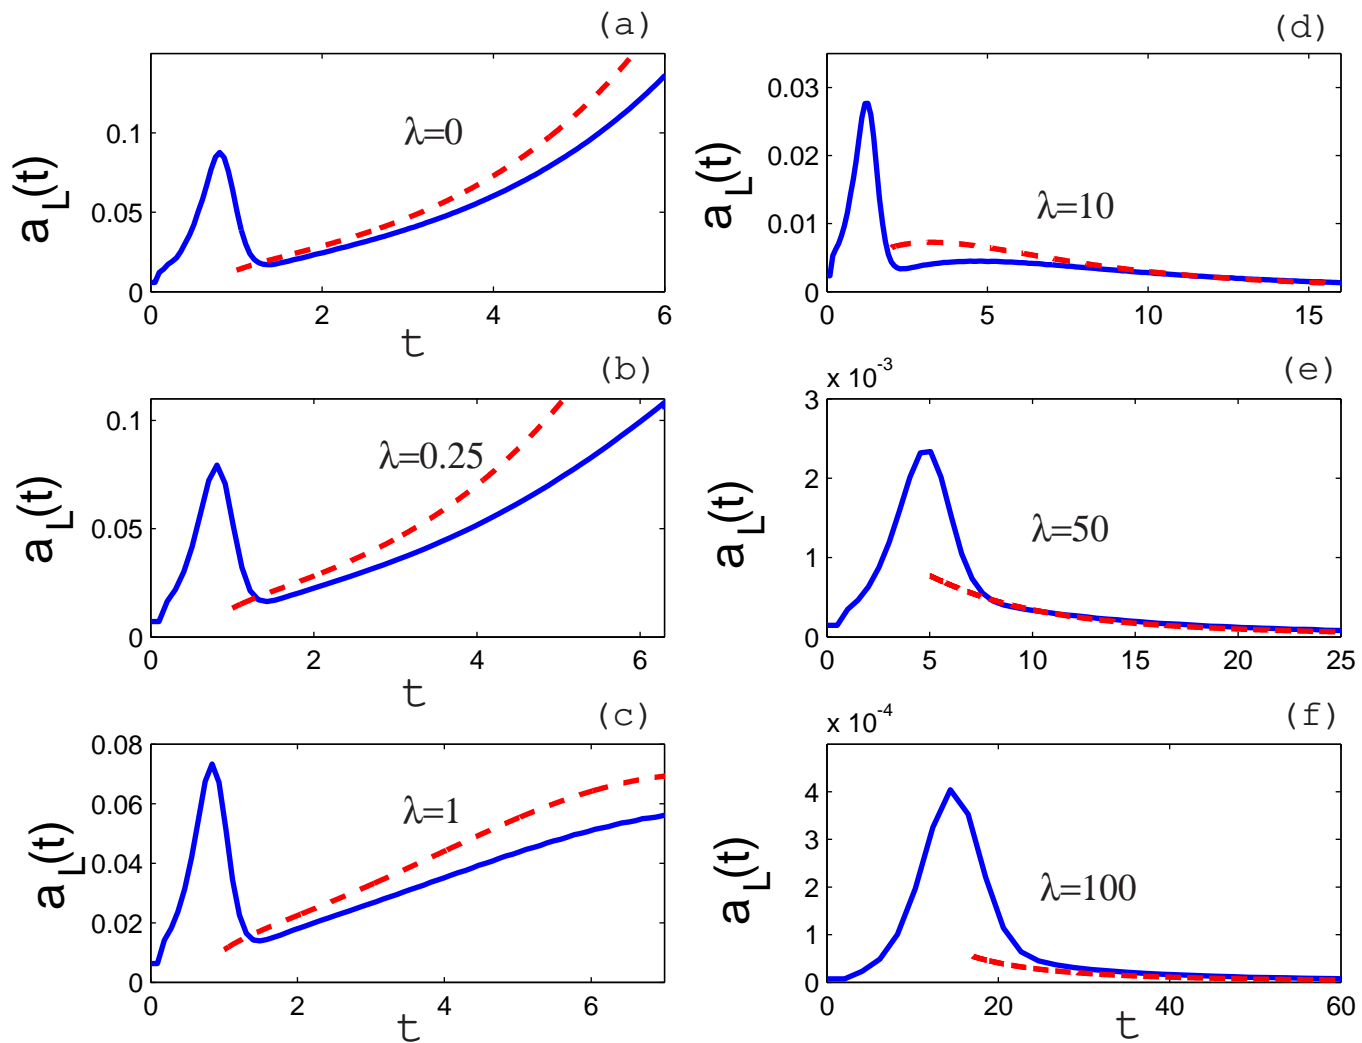 (a)
0.1
0.05
0
a_L(t)
λ=0
0 2 4 6
t
(b)
0.1
0.05
0
a_L(t)
λ=0.25
0 2 4 6
t
(c)
0.08
0.06
0.04
0.02
0
a_L(t)
λ=1
0 2 4 6
t
(d)
0.03
0.02
0.01
0
a_L(t)
λ=10
0 5 10 15
(e)
x 10^-3
3
2
1
0
a_L(t)
λ=50
0 5 10 15 20 25
(f)
x 10^-4
4
3
2
1
0
a_L(t)
λ=100
0 20 40 60
t